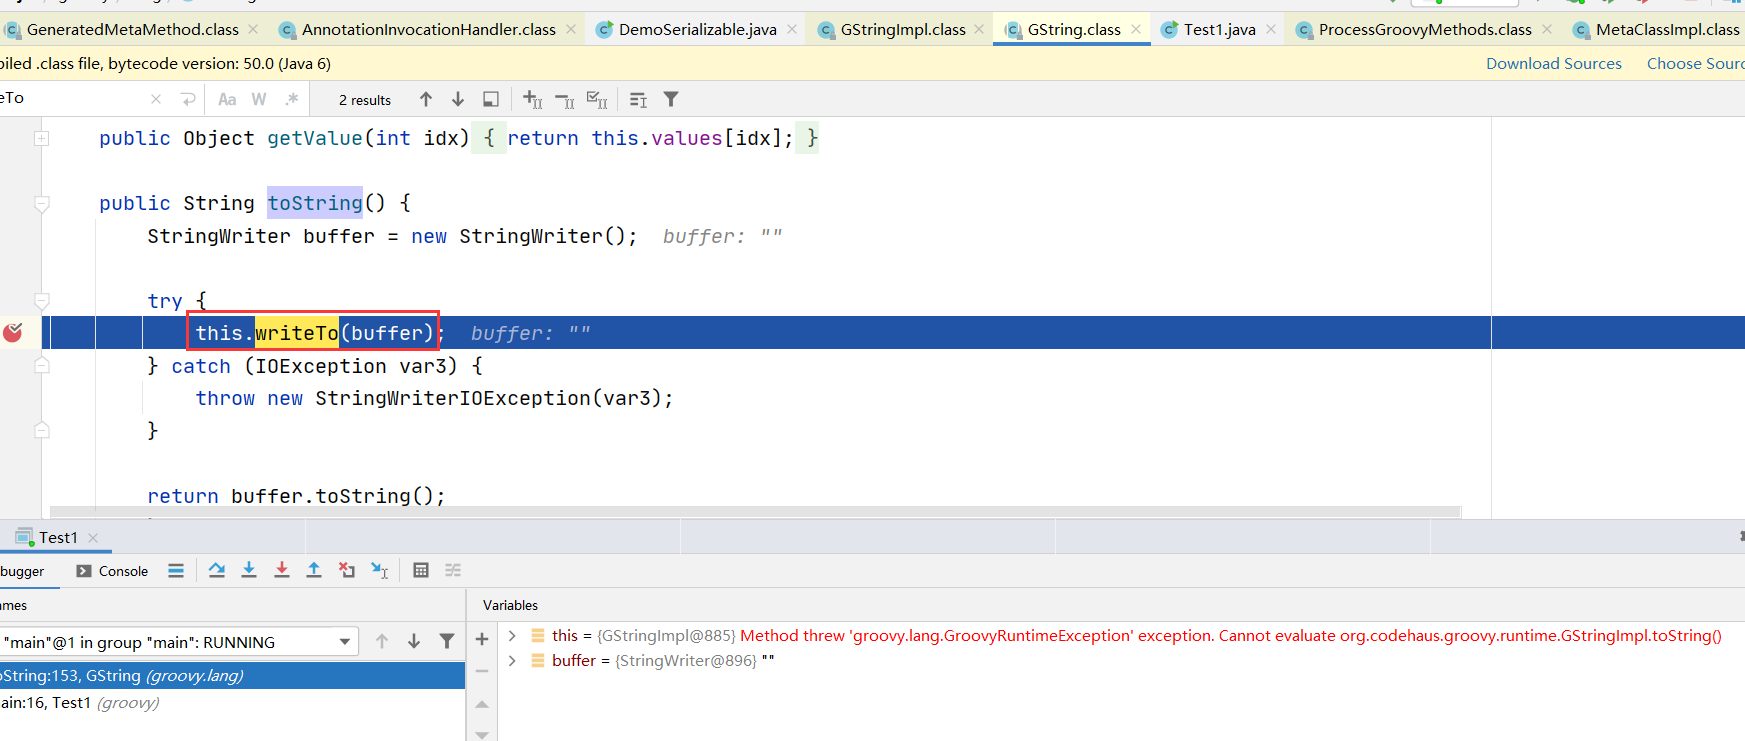 GeneratedMetaMethod.class AnnotationInvocationHandler.class DemoSerializable.java GStringImpl.class GString.class Test1.java ProcessGroovyMethods.class MetaClassImpl.class
piled .class file, bytecode version: 50.0 (Java 6) Download Sources Choose Sour
eTo Aa W .* 2 results
public Object getValue(int idx) { return this.values[idx]; }
public String toString() {
StringWriter buffer = new StringWriter(); buffer: ""
try {
this.writeTo(buffer); buffer: ""
} catch (IOException var3) {
throw new StringWriterIOException(var3);
}
return buffer.toString();
Test1
bugger Console
ames Variables
"main"@1 in group "main": RUNNING
this = {GStringImpl@885} Method threw 'groovy.lang.GroovyRuntimeException' exception. Cannot evaluate org.codehaus.groovy.runtime.GStringImpl.toString()
buffer = {StringWriter@896} ""
oString:153, GString (groovy.lang)
ain:16, Test1 (groovy)